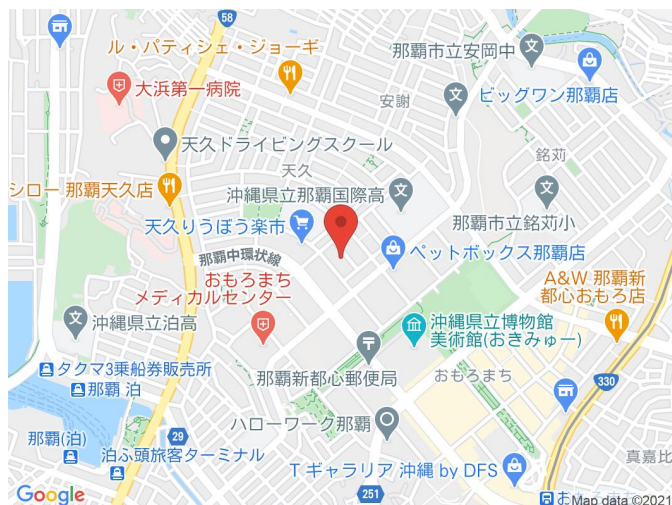 58
ル・パティシェ・ジョーギ
那覇市立安岡中
大浜第一病院
安謝
ビッグワン那覇店
天久ドライビングスクール
銘苅
天久
シロー 那覇天久店
沖縄県立那覇国際高
那覇市立銘苅小
天久りうぼう楽市
那覇中環状線
ペットボックス那覇店
おもろまち
メディカルセンター
A&W 那覇新
都心おもろ店
沖縄県立泊高
沖縄県立博物館
美術館(おきみゅー)
タクマ3乗船券販売所
那覇 泊
那覇新都心郵便局
おもろまち
330
那覇(泊)
29
ハローワーク那覇
泊ふ頭旅客ターミナル
真嘉比
T ギャラリア 沖縄 by DFS
251
Google
Map data ©2021